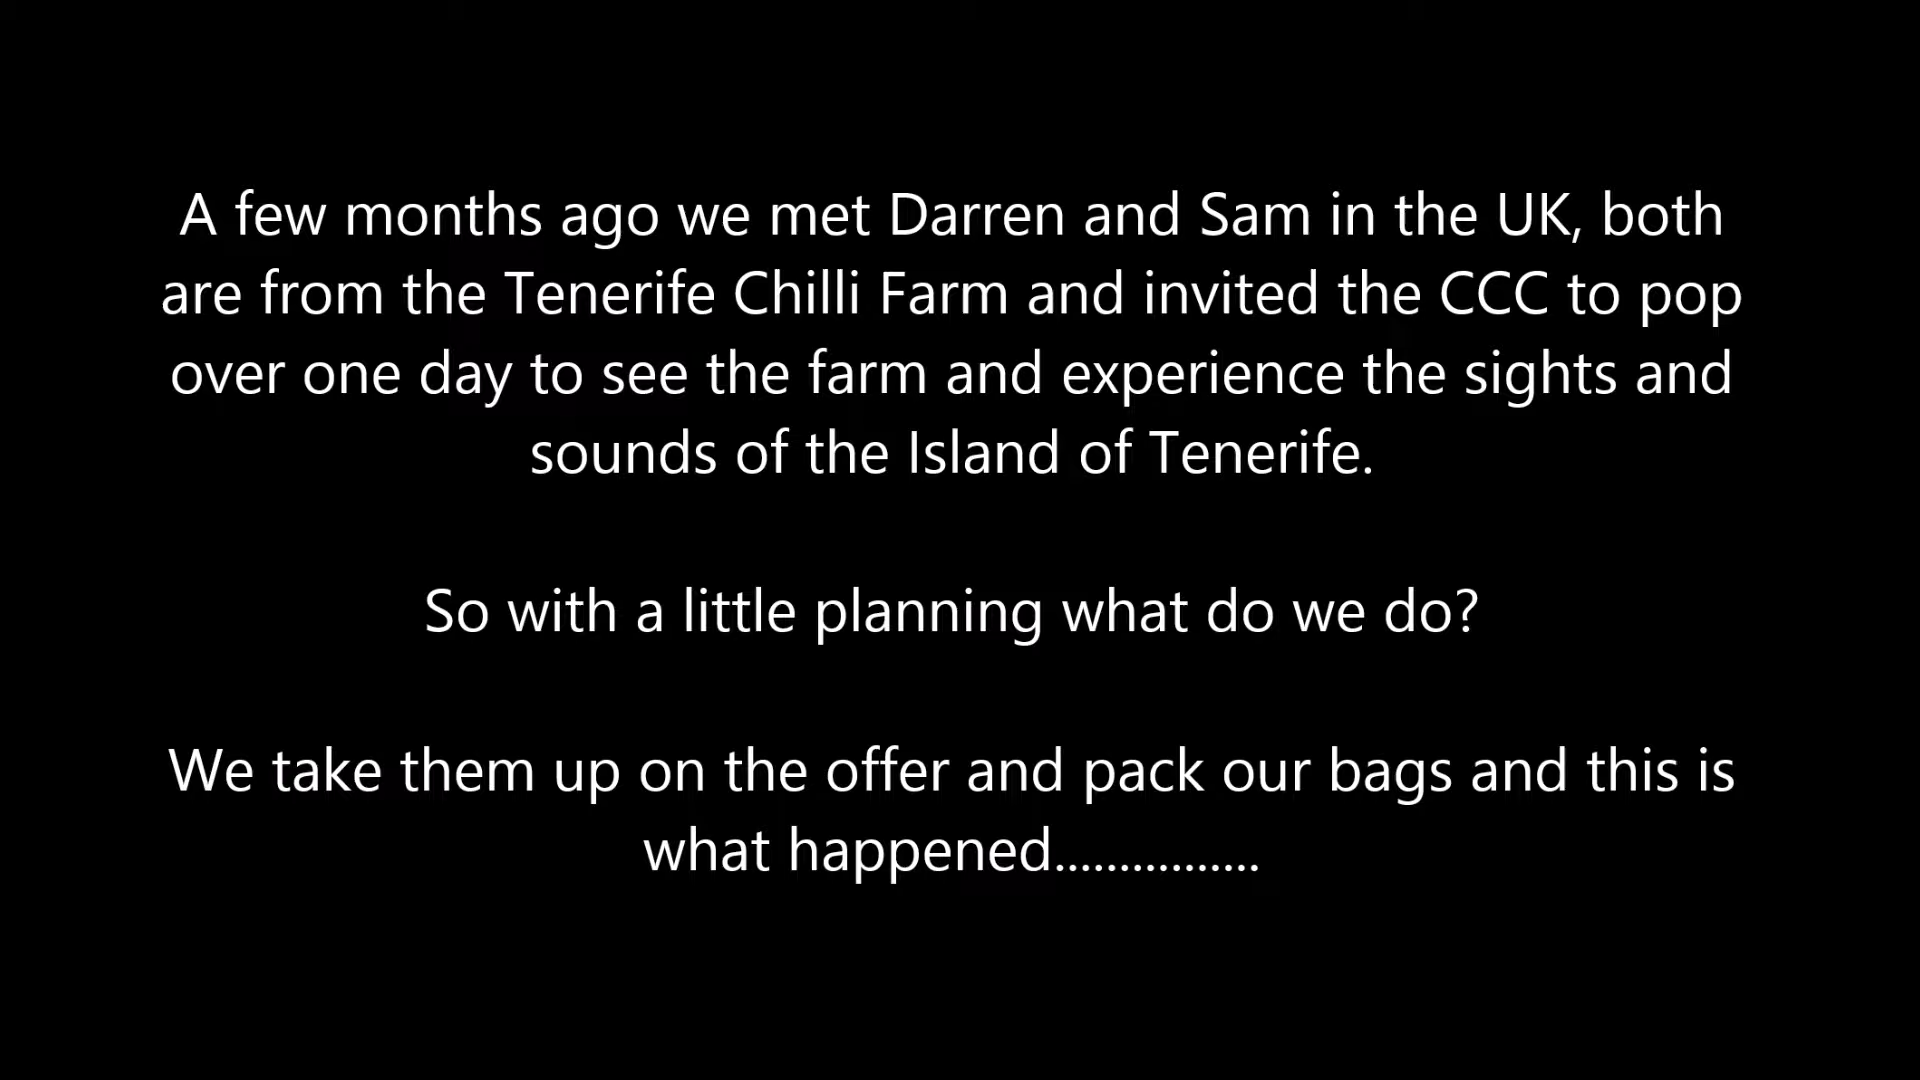 A few months ago we met Darren and Sam in the UK, both
are from the Tenerife Chilli Farm and invited the CCC to pop
over one day to see the farm and experience the sights and
sounds of the Island of Tenerife.
So with a little planning what do we do?
We take them up on the offer and pack our bags and this is
what happened................